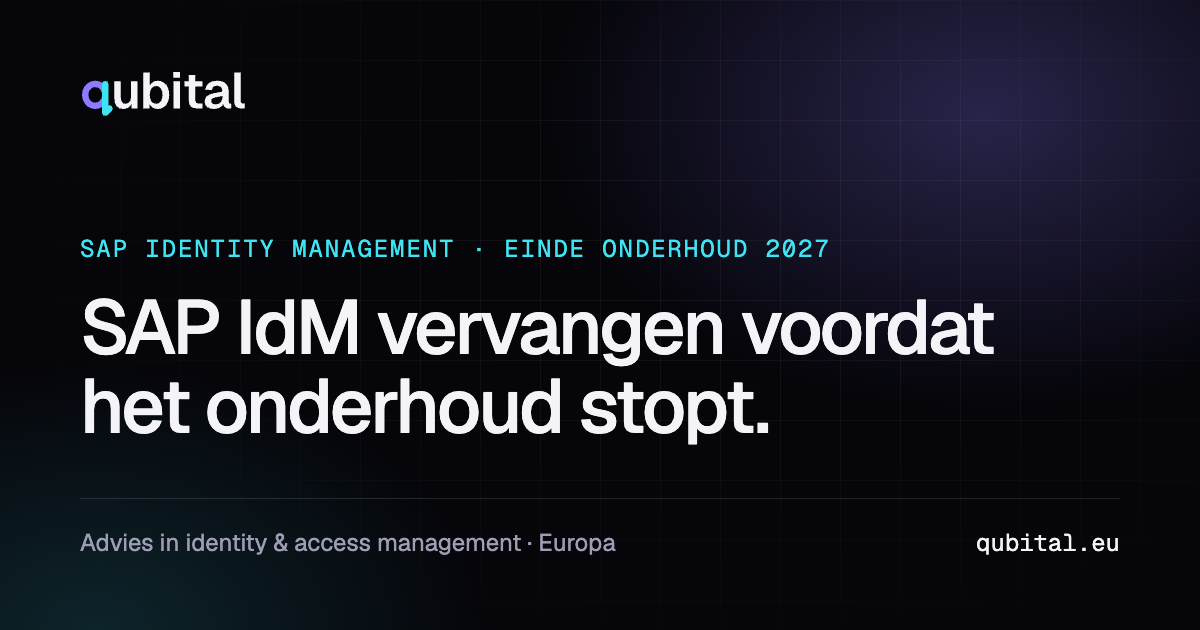 qubital
SAP IDENTITY MANAGEMENT · EINDE ONDERHOUD 2027
SAP IdM vervangen voordat
het onderhoud stopt.
Advies in identity & access management · Europa
qubital.eu